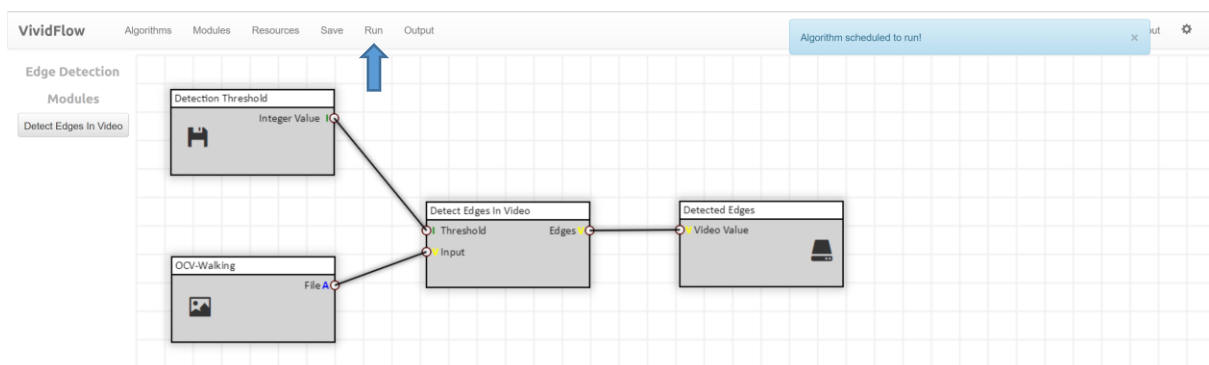 VividFlow Algorithms Modules Resources Save Run Output
Algorithm scheduled to run! ×
ut
Edge Detection
Modules
Detect Edges In Video
Detection Threshold
Integer Value I
Detect Edges In Video
I Threshold Edges
Input
Detected Edges
Video Value
OCV-Walking
File A